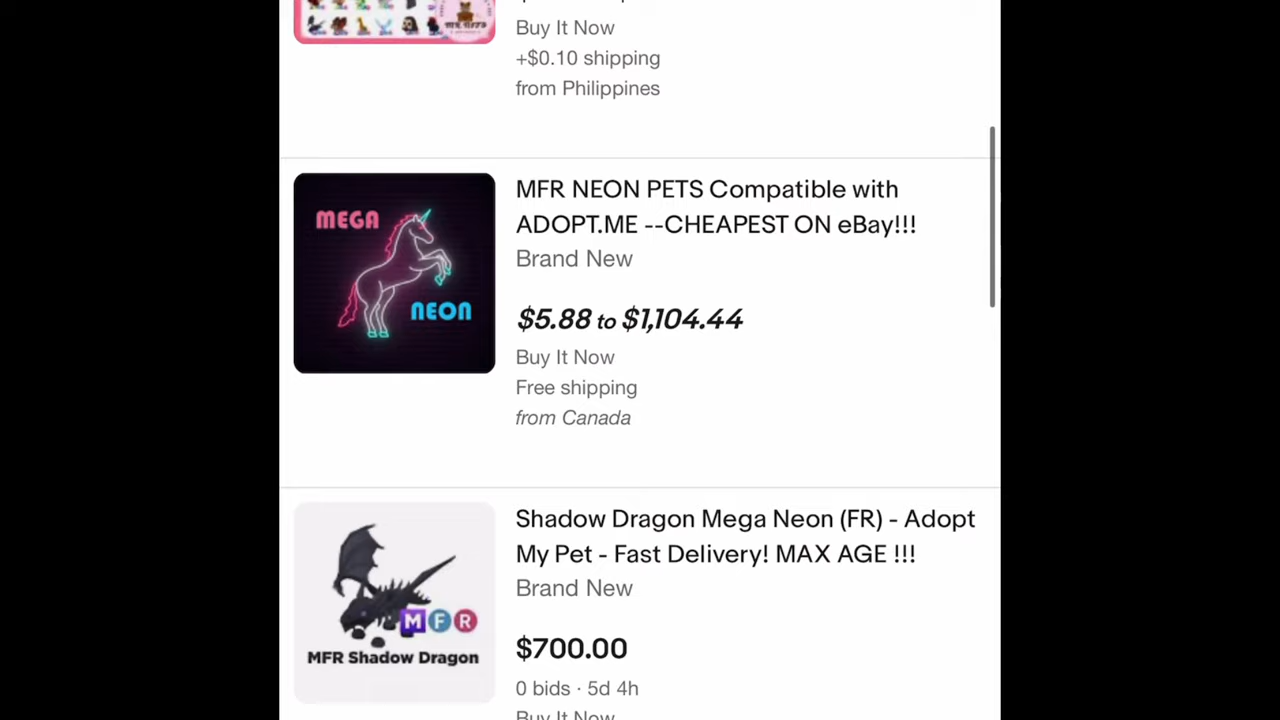 Buy It Now
+$0.10 shipping
from Philippines
MEGA
NEON
MFR NEON PETS Compatible with
ADOPT.ME --CHEAPEST ON eBay!!!
Brand New
$5.88 to $1,104.44
Buy It Now
Free shipping
from Canada
MFR
MFR Shadow Dragon
Shadow Dragon Mega Neon (FR) - Adopt
My Pet - Fast Delivery! MAX AGE !!!
Brand New
$700.00
0 bids · 5d 4h
Buy It Now